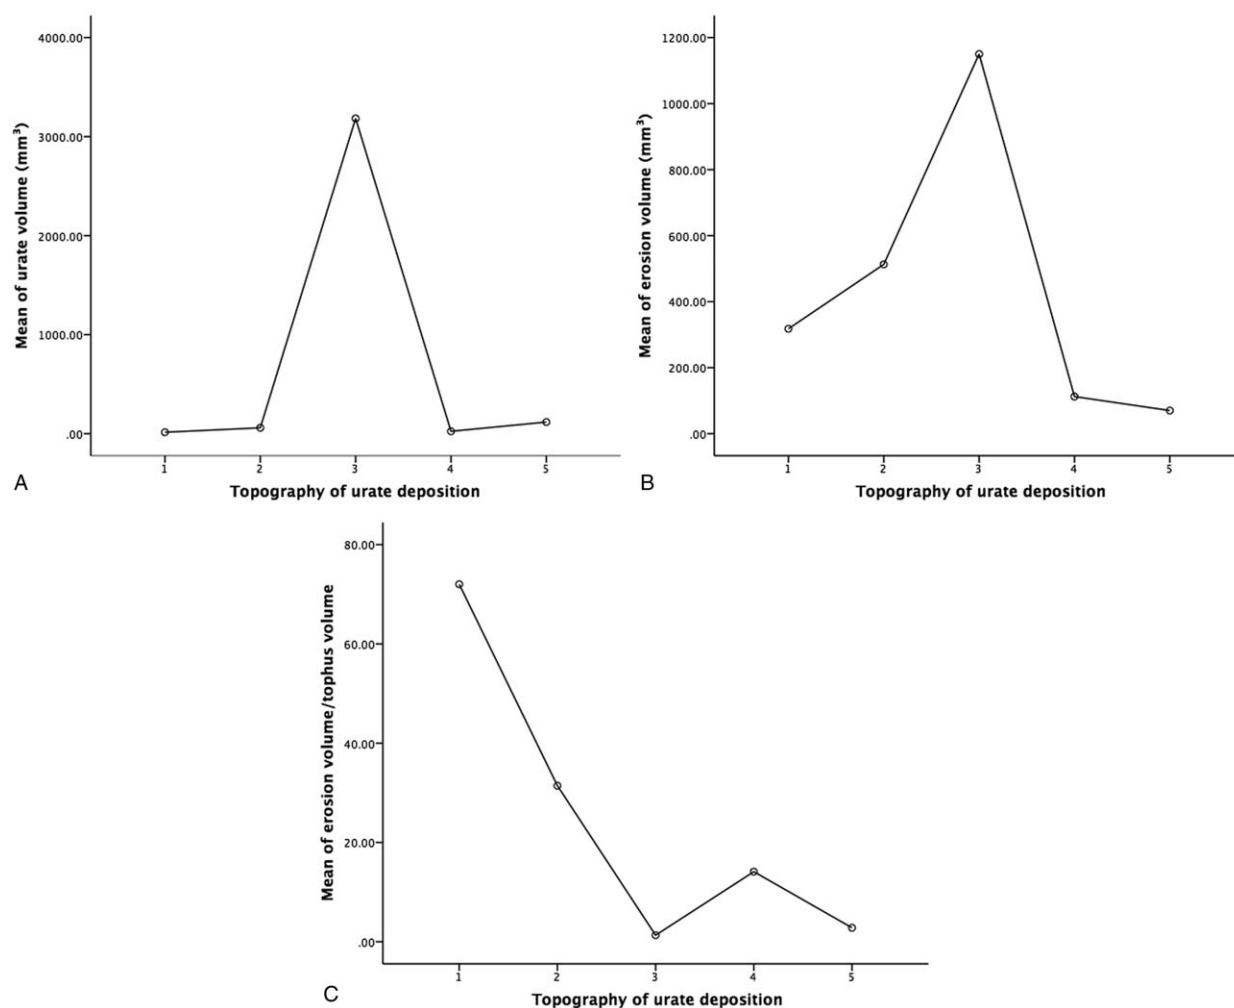 4000.00
3000.00
2000.00
1000.00
.00
Mean of urate volume (mm³)
1 2 3 4 5
Topography of urate deposition
A
1200.00
1000.00
800.00
600.00
400.00
200.00
.00
Mean of erosion volume (mm³)
1 2 3 4 5
Topography of urate deposition
B
80.00
60.00
40.00
20.00
.00
Mean of erosion volume/tophus volume
1 2 3 4 5
Topography of urate deposition
C